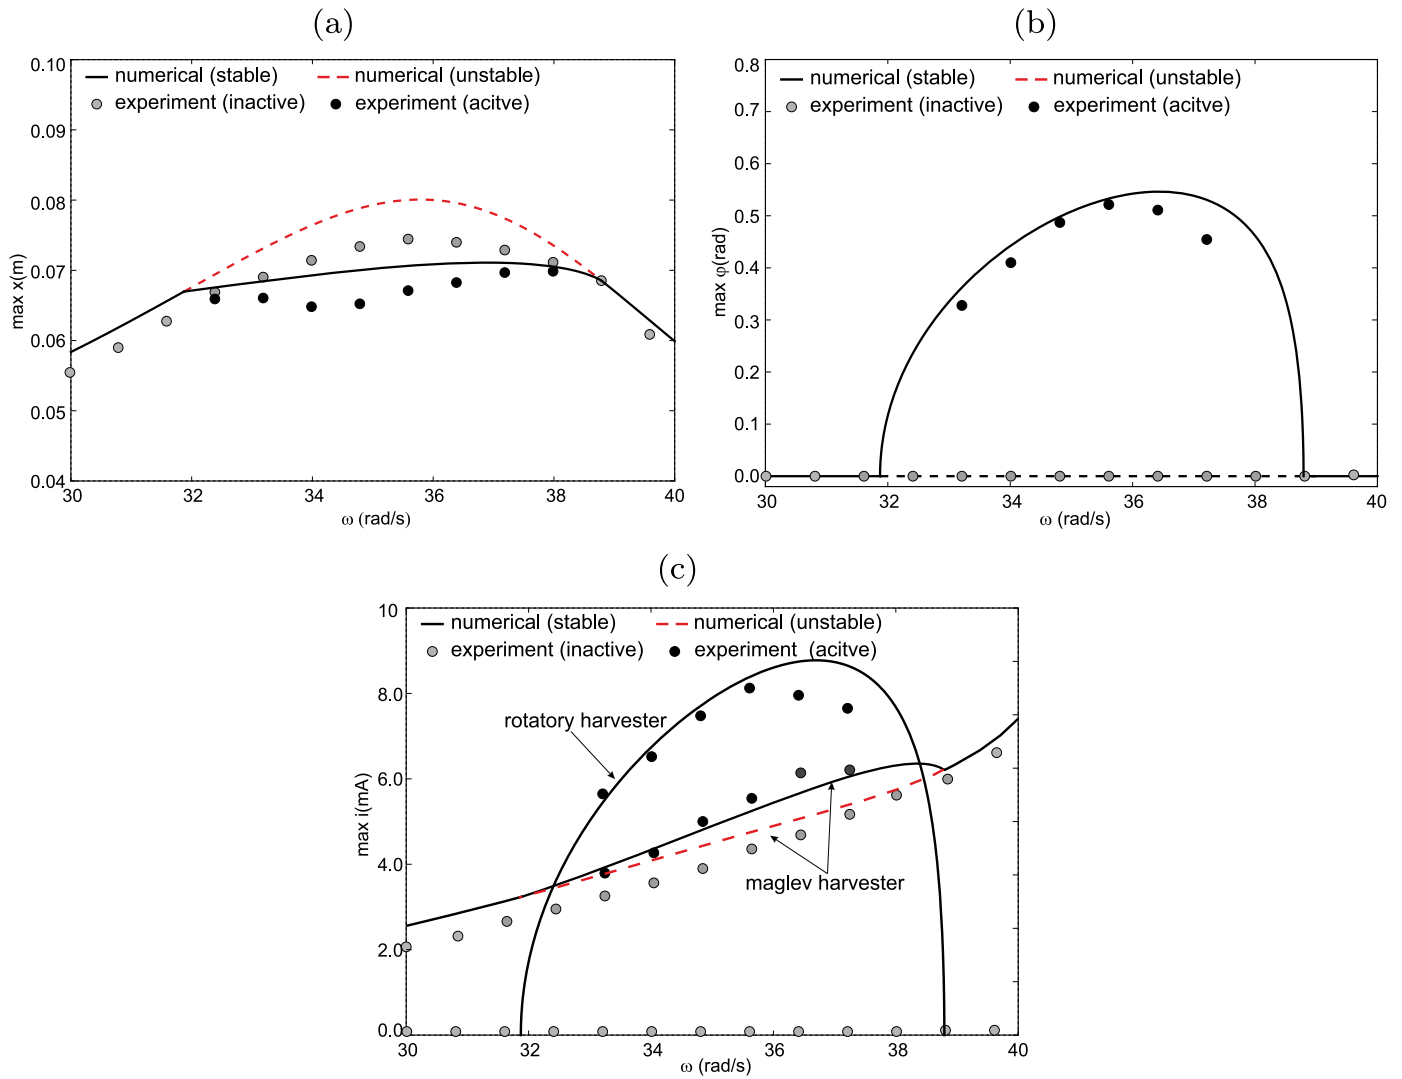 (a)
0.10
numerical (stable) numerical (unstable)
experiment (inactive) experiment (acitve)
0.09
0.08
0.07
0.06
0.05
0.04
max x(m)
30 32 34 36 38 40
ω (rad/s)
(b)
0.8
numerical (stable) numerical (unstable)
experiment (inactive) experiment (acitve)
0.7
0.6
0.5
0.4
0.3
0.2
0.1
0.0
max φ(rad)
30 32 34 36 38 40
ω (rad/s)
(c)
10
numerical (stable) numerical (unstable)
experiment (inactive) experiment (acitve)
8.0
rotatory harvester
6.0
4.0
maglev harvester
2.0
0.0
max i(mA)
30 32 34 36 38 40
ω (rad/s)